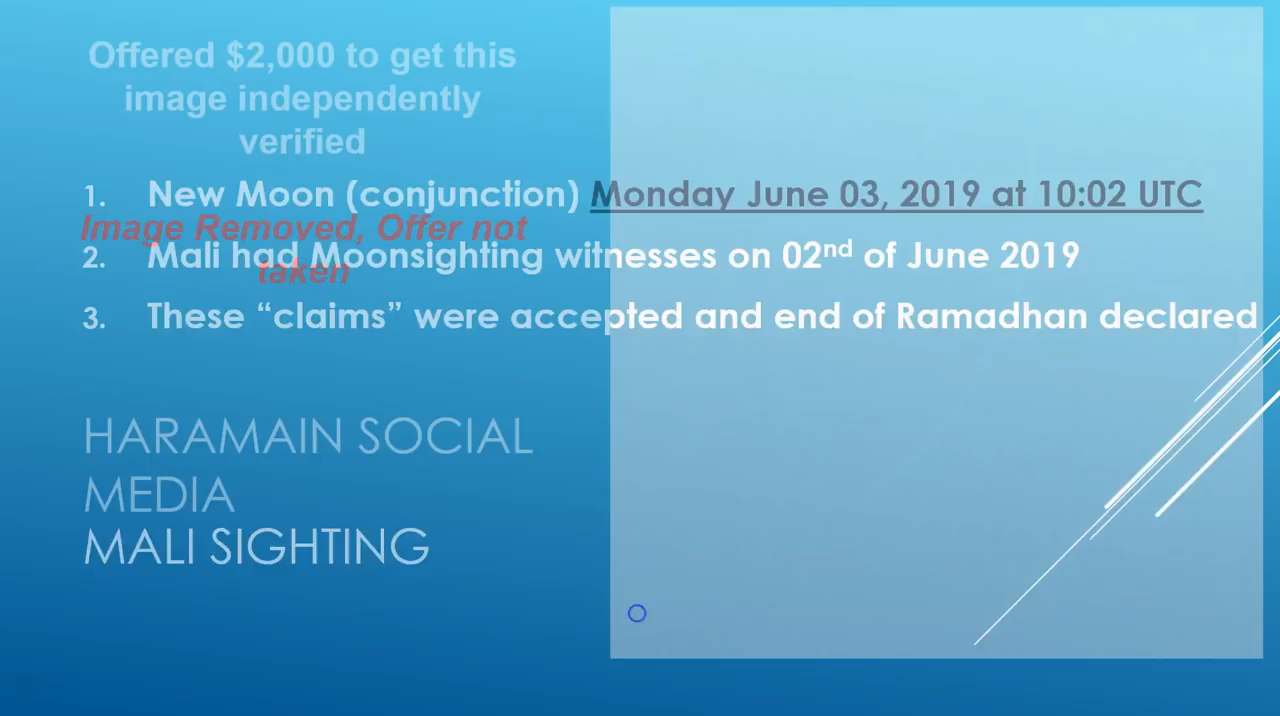 Offered $2,000 to get this
image independently
verified
1. New Moon (conjunction) Monday June 03, 2019 at 10:02 UTC
Image Removed, Offer not
taken
2. Mali had Moonsighting witnesses on 02nd of June 2019
3. These “claims” were accepted and end of Ramadhan declared
HARAMAIN SOCIAL
MEDIA
MALI SIGHTING